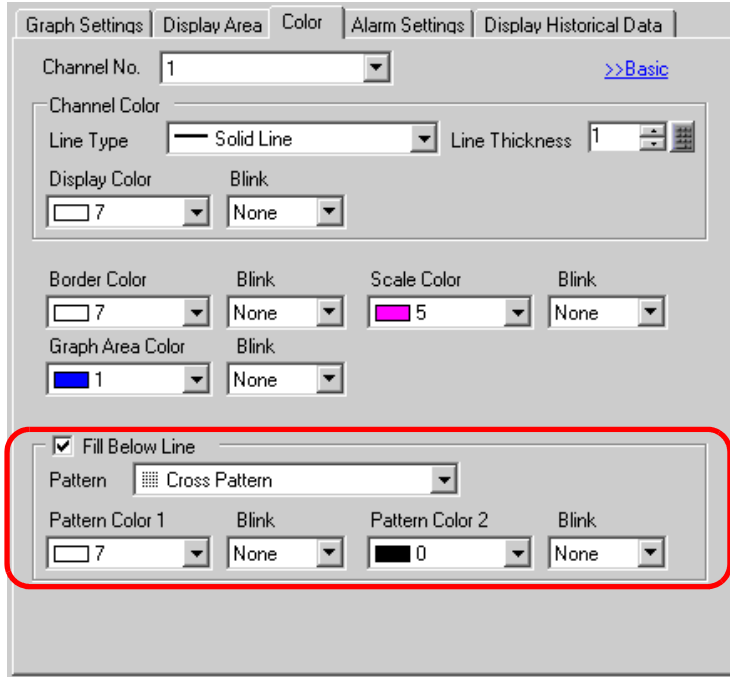 Graph Settings Display Area Color Alarm Settings Display Historical Data
Channel No. 1 >>Basic
Channel Color
Line Type Solid Line Line Thickness 1
Display Color Blink
7 None
Border Color Blink Scale Color Blink
7 None 5 None
Graph Area Color Blink
1 None
Fill Below Line
Pattern Cross Pattern
Pattern Color 1 Blink Pattern Color 2 Blink
7 None 0 None